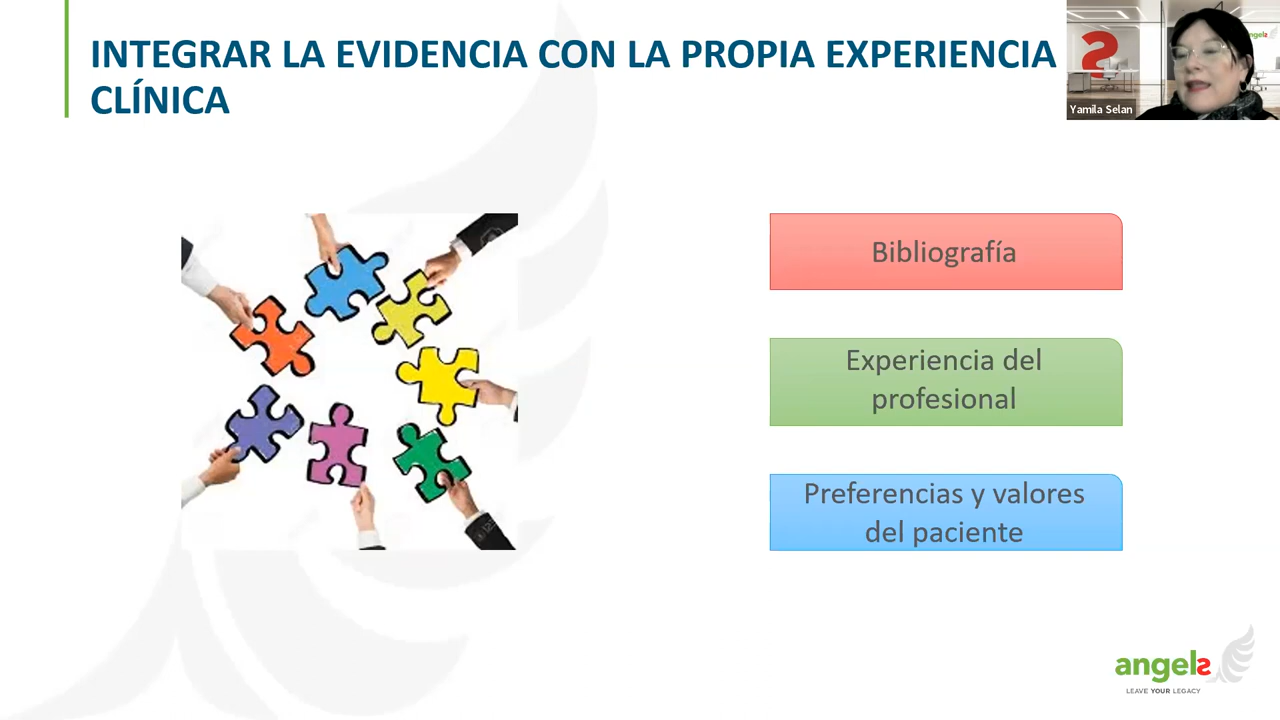 INTEGRAR LA EVIDENCIA CON LA PROPIA EXPERIENCIA
CLÍNICA
Yamila Selan
Bibliografía
Experiencia del
profesional
Preferencias y valores
del paciente
angels
LEAVE YOUR LEGACY